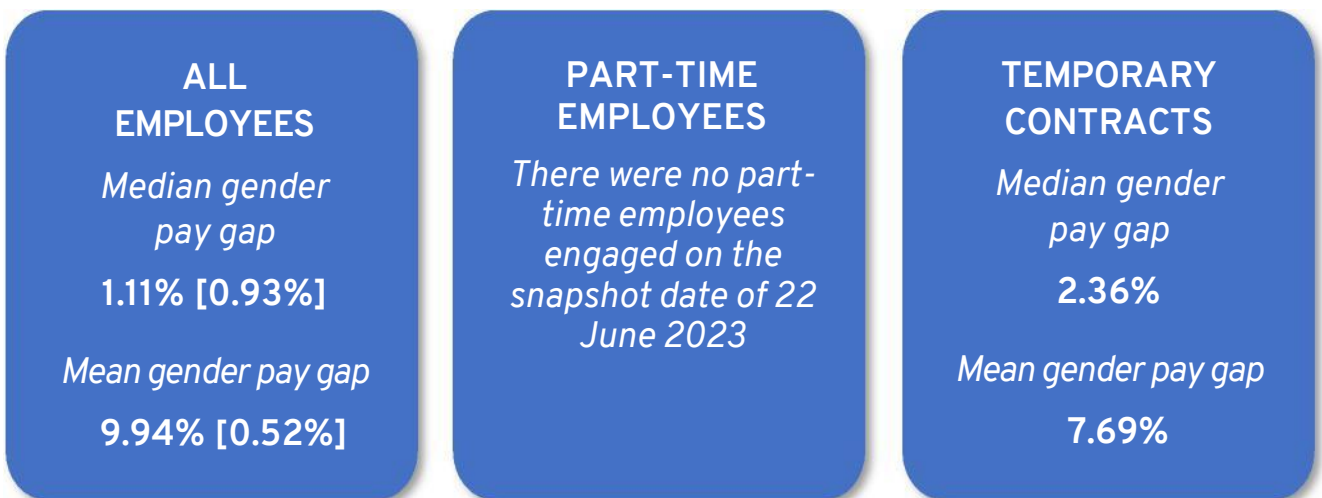 ALL
EMPLOYEES
Median gender
pay gap
1.11% [0.93%]
Mean gender pay gap
9.94% [0.52%]
PART-TIME
EMPLOYEES
There were no part-
time employees
engaged on the
snapshot date of 22
June 2023
TEMPORARY
CONTRACTS
Median gender
pay gap
2.36%
Mean gender pay gap
7.69%